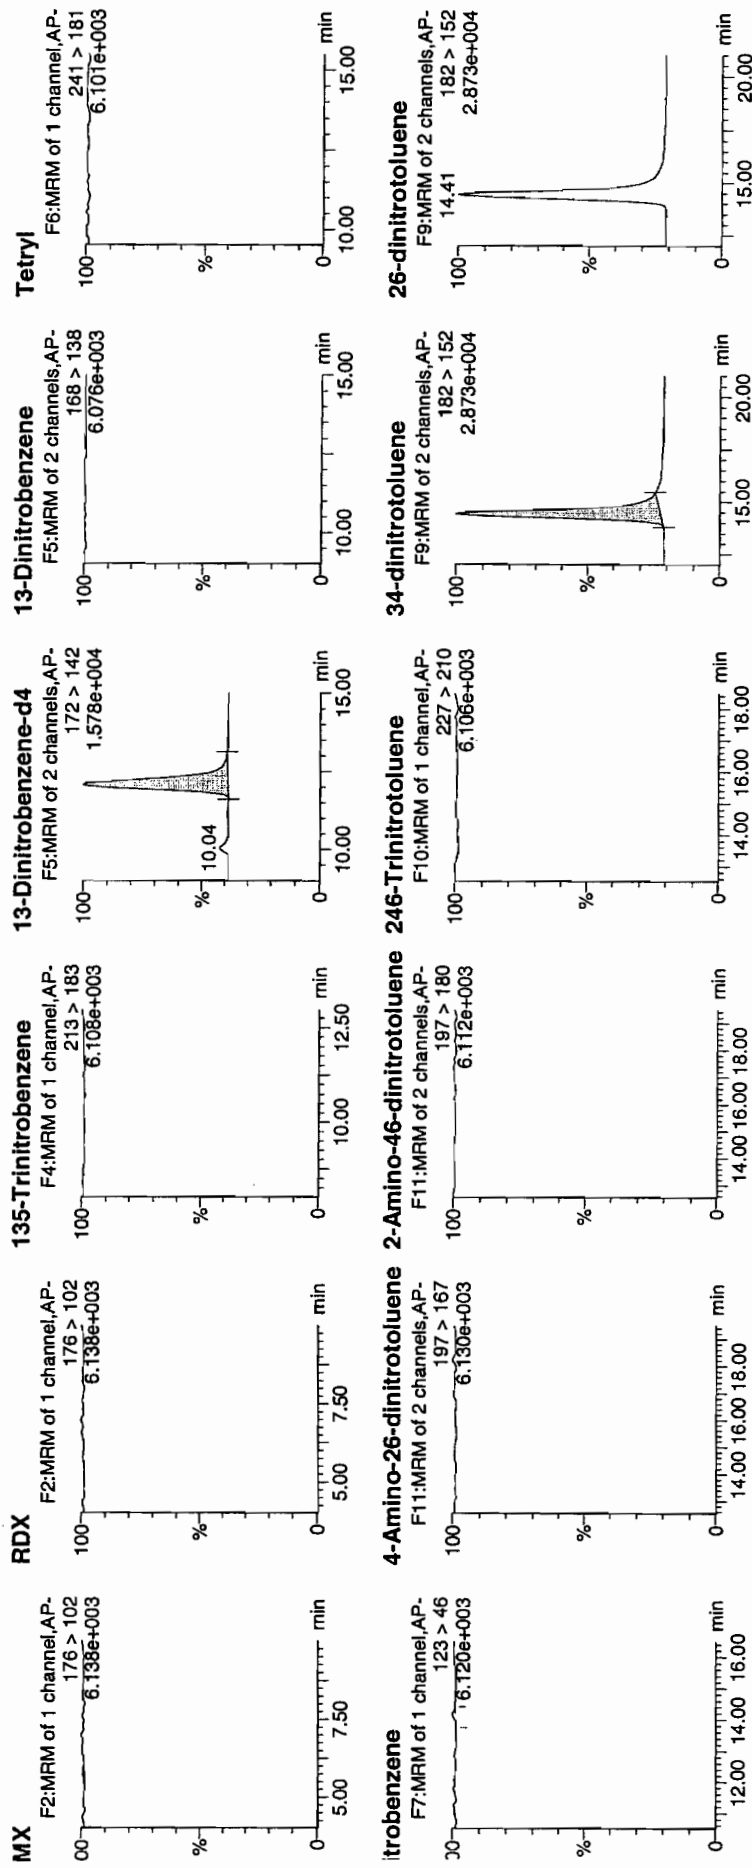 MX
F2:MRM of 1 channel,AP-
176 > 102
6.138e+003
00
%
0
5.00
7.50
min
RDX
F2:MRM of 1 channel,AP-
176 > 102
6.138e+003
100
%
0
5.00
7.50
min
135-Trinitrobenzene
F4:MRM of 1 channel,AP-
213 > 183
6.108e+003
100
%
0
10.00
12.50
min
13-Dinitrobenzene-d4
F5:MRM of 2 channels,AP-
172 > 142
1.578e+004
100
10.04
%
0
10.00
15.00
min
13-Dinitrobenzene
F5:MRM of 2 channels,AP-
168 > 138
6.076e+003
100
%
0
10.00
15.00
min
Tetryl
F6:MRM of 1 channel,AP-
241 > 181
6.101e+003
100
%
0
10.00
15.00
min
itrobenzene
F7:MRM of 1 channel,AP-
123 > 46
6.120e+003
00
%
0
12.00
14.00
16.00
min
4-Amino-26-dinitrotoluene
F11:MRM of 2 channels,AP-
197 > 167
6.130e+003
100
%
0
14.00
16.00
18.00
min
2-Amino-46-dinitrotoluene
F11:MRM of 2 channels,AP-
197 > 180
6.112e+003
100
%
0
14.00
16.00
18.00
min
246-Trinitrotoluene
F10:MRM of 1 channel,AP-
227 > 210
6.106e+003
100
%
0
14.00
16.00
18.00
min
34-dinitrotoluene
F9:MRM of 2 channels,AP-
182 > 152
2.873e+004
100
%
0
15.00
20.00
min
26-dinitrotoluene
F9:MRM of 2 channels,AP-
182 > 152
2.873e+004
14.41
100
%
0
15.00
20.00
min